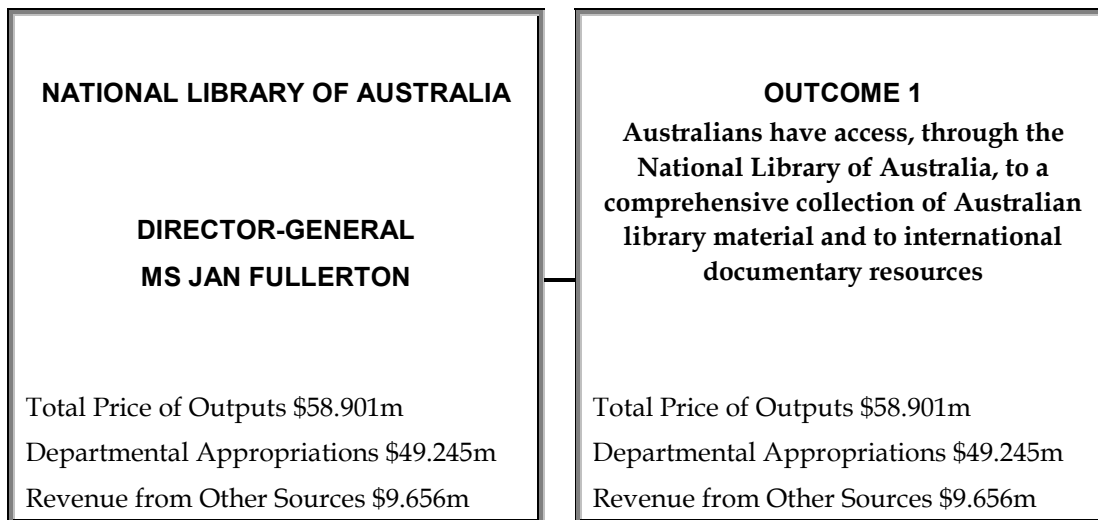 NATIONAL LIBRARY OF AUSTRALIA
DIRECTOR-GENERAL
MS JAN FULLERTON
Total Price of Outputs $58.901m
Departmental Appropriations $49.245m
Revenue from Other Sources $9.656m
OUTCOME 1
Australians have access, through the
National Library of Australia, to a
comprehensive collection of Australian
library material and to international
documentary resources
Total Price of Outputs $58.901m
Departmental Appropriations $49.245m
Revenue from Other Sources $9.656m